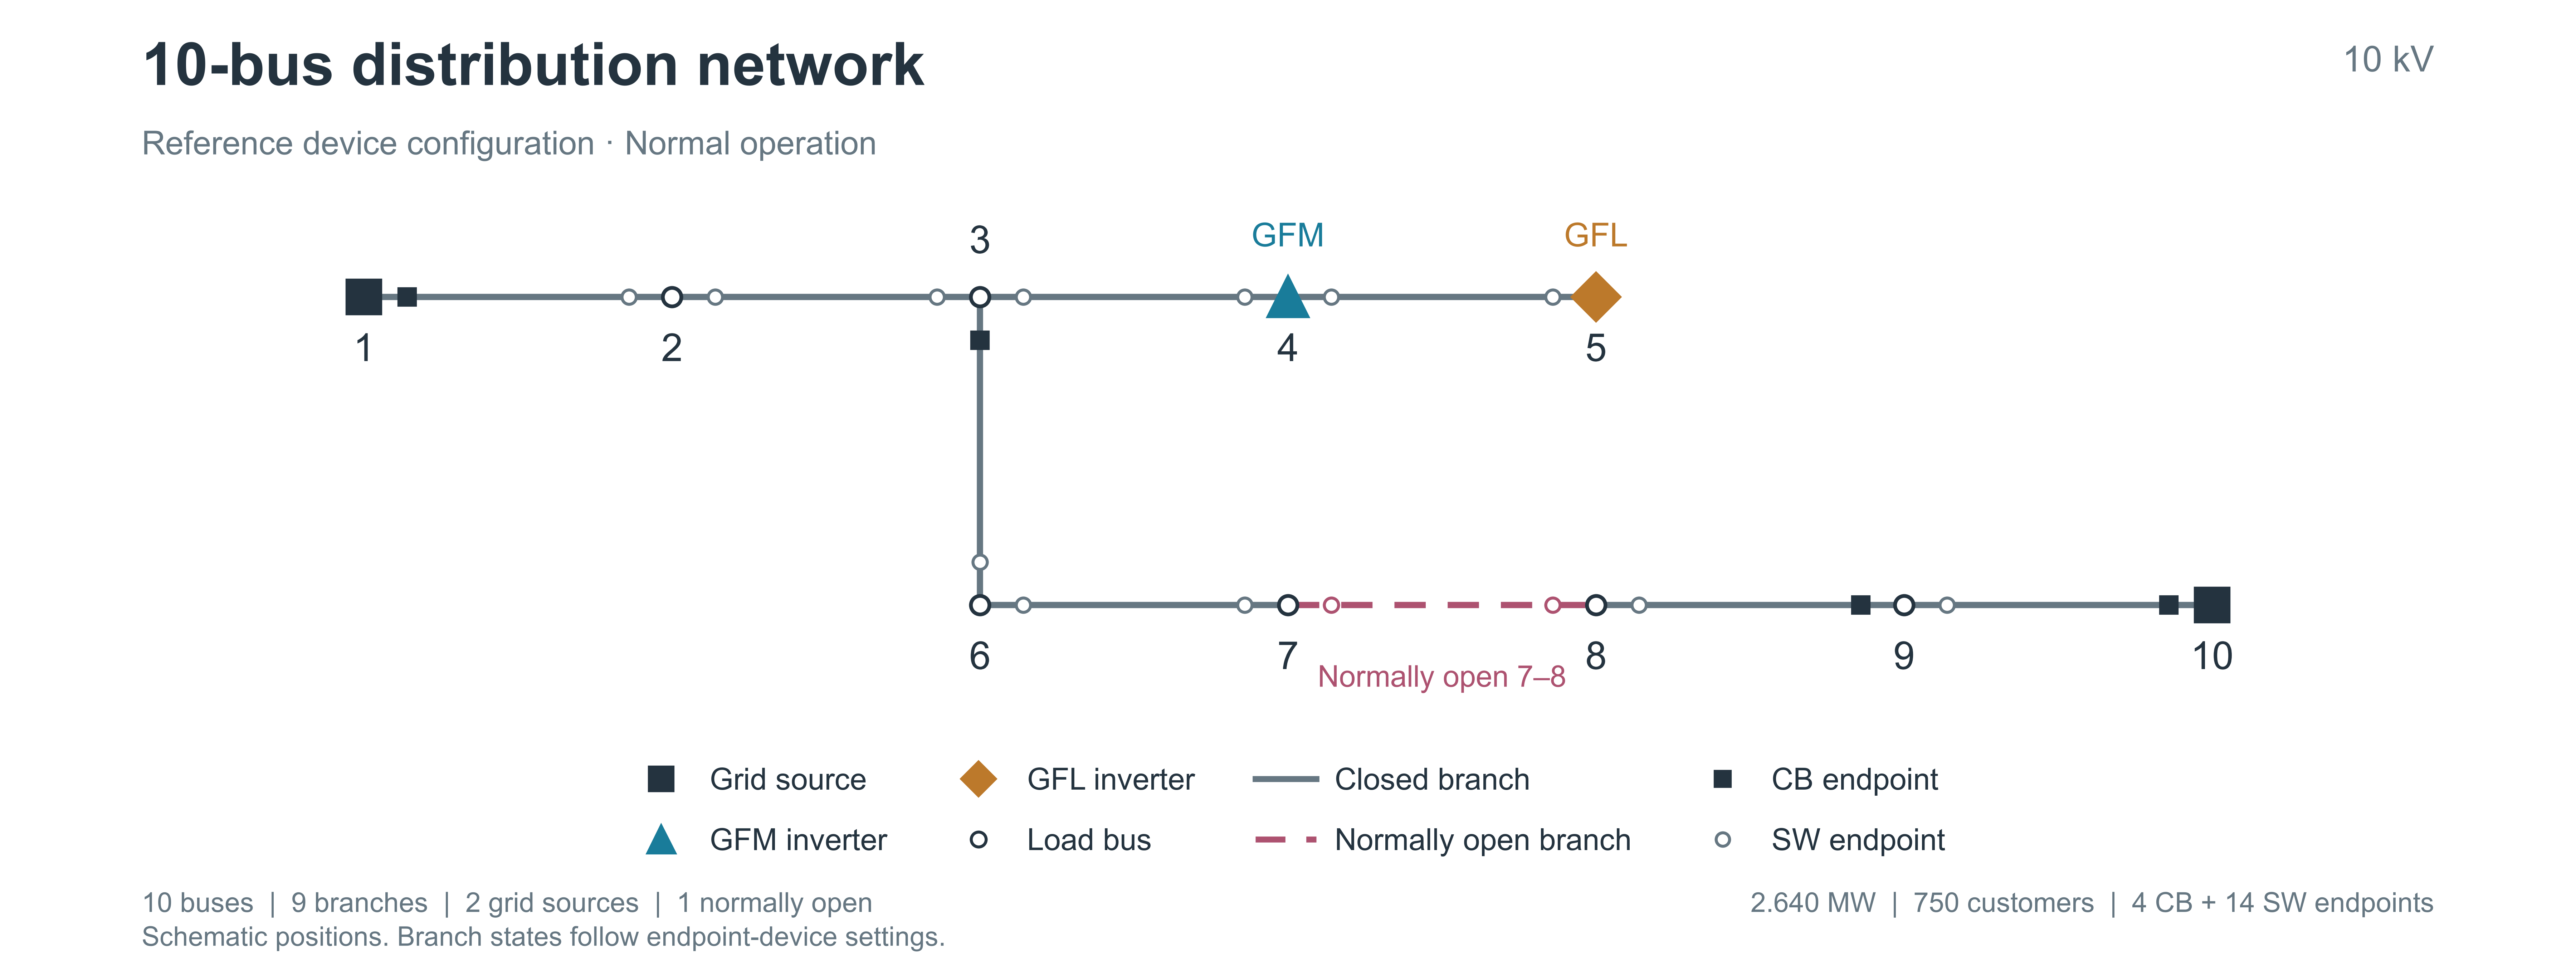 10-bus distribution network
10 kV
Reference device configuration · Normal operation
3
GFM
GFL
1
2
4
5
6
7
8
9
10
Normally open 7–8
Grid source
GFL inverter
Closed branch
CB endpoint
GFM inverter
Load bus
Normally open branch
SW endpoint
10 buses | 9 branches | 2 grid sources | 1 normally open
2.640 MW | 750 customers | 4 CB + 14 SW endpoints
Schematic positions. Branch states follow endpoint-device settings.